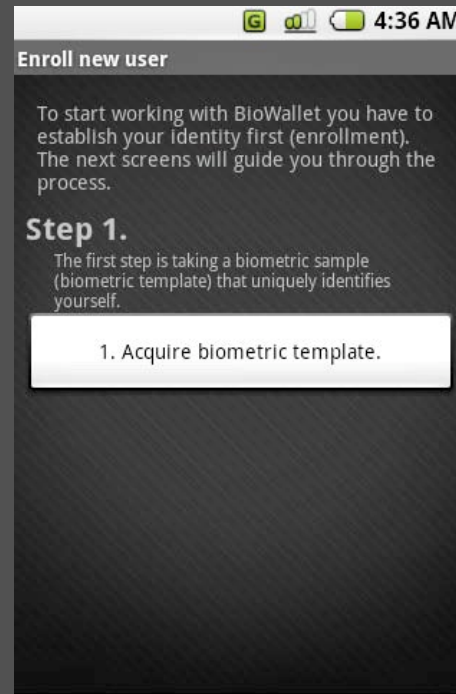 G 4:36 AM
Enroll new user
To start working with BioWallet you have to
establish your identity first (enrollment).
The next screens will guide you through the
process.
Step 1.
The first step is taking a biometric sample
(biometric template) that uniquely identifies
yourself.
1. Acquire biometric template.